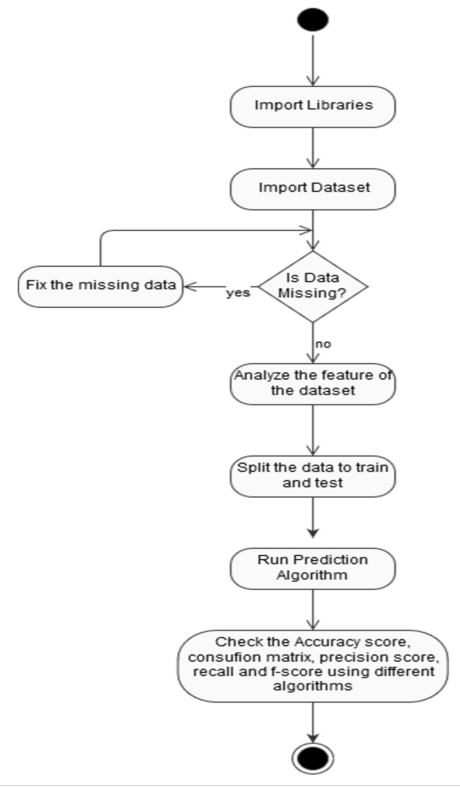 Import Libraries
Import Dataset
Is Data
Missing?
Fix the missing data
yes
no
Analyze the feature of
the dataset
Split the data to train
and test
Run Prediction
Algorithm
Check the Accuracy score,
consufion matrix, precision score,
recall and f-score using different
algorithms